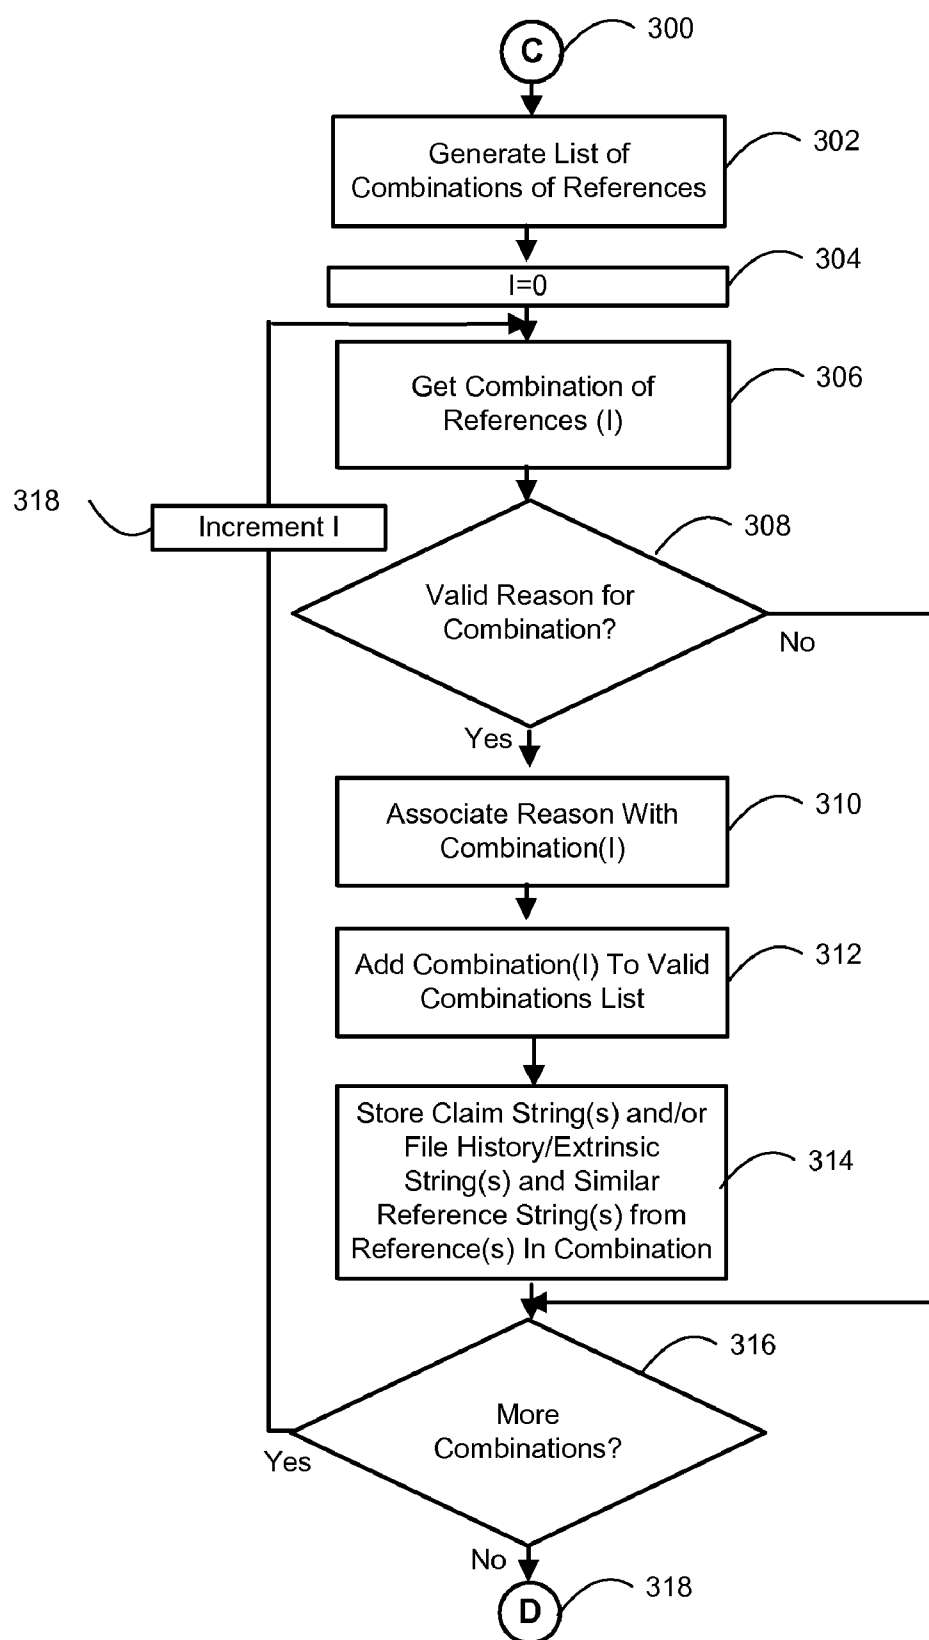 C
300
Generate List of
Combinations of References
302
I=0
304
Get Combination of
References (I)
306
318
Increment I
Valid Reason for
Combination?
308
No
Yes
Associate Reason With
Combination(I)
310
Add Combination(I) To Valid
Combinations List
312
Store Claim String(s) and/or
File History/Extrinsic
String(s) and Similar
Reference String(s) from
Reference(s) In Combination
314
More
Combinations?
316
Yes
No
D
318